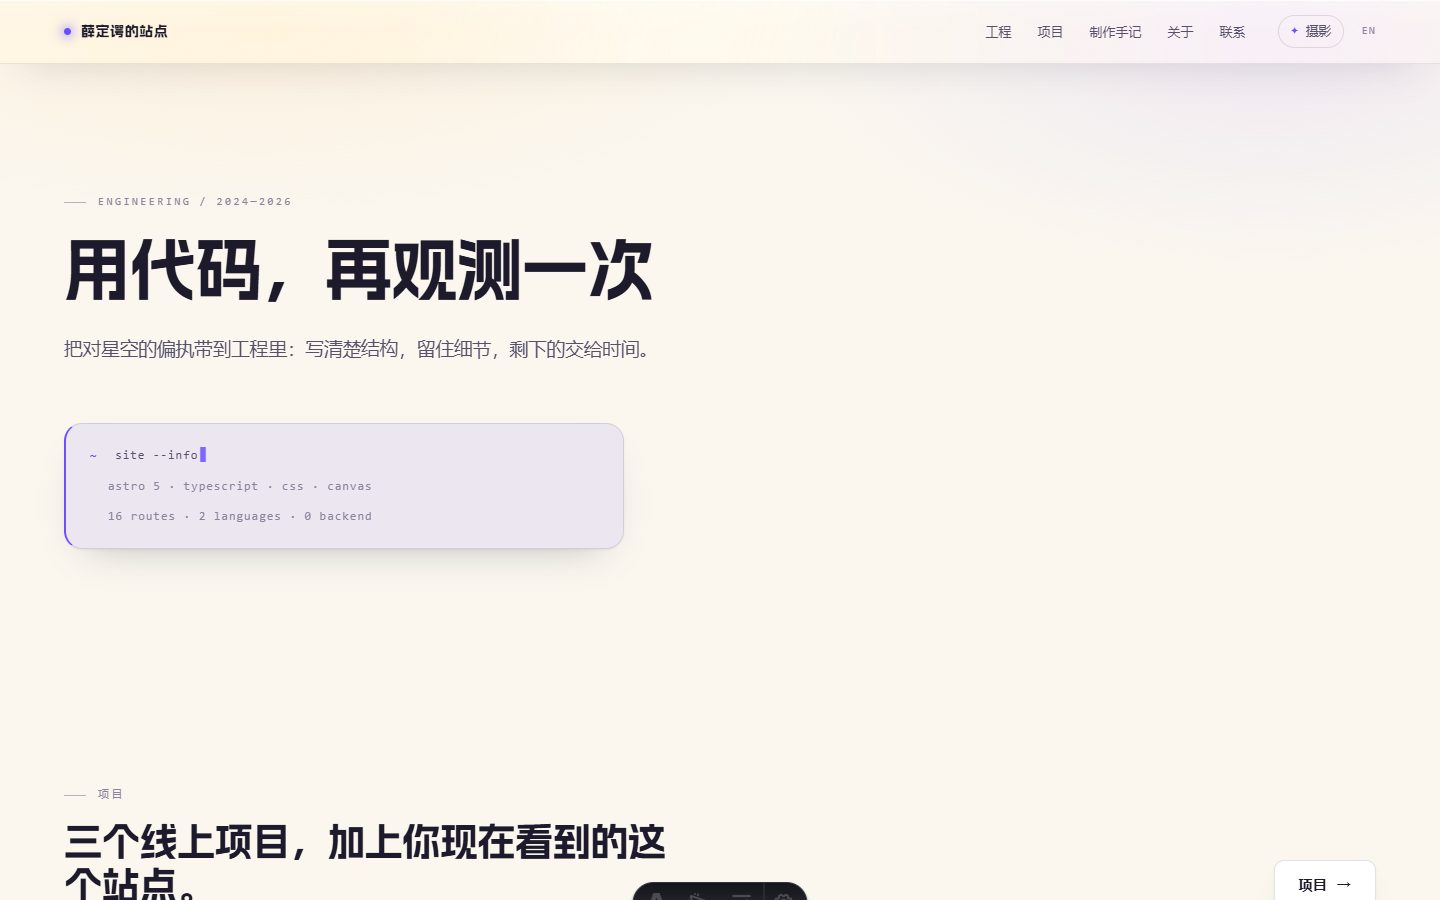 薛定谔的站点
工程 项目 制作手记 关于 联系 ✦ 摄影 EN
ENGINEERING / 2024—2026
用代码，再观测一次
把对星空的偏执带到工程里：写清楚结构，留住细节，剩下的交给时间。
~ site --info
astro 5 · typescript · css · canvas
16 routes · 2 languages · 0 backend
项目
三个线上项目，加上你现在看到的这
个站点。
项目 →